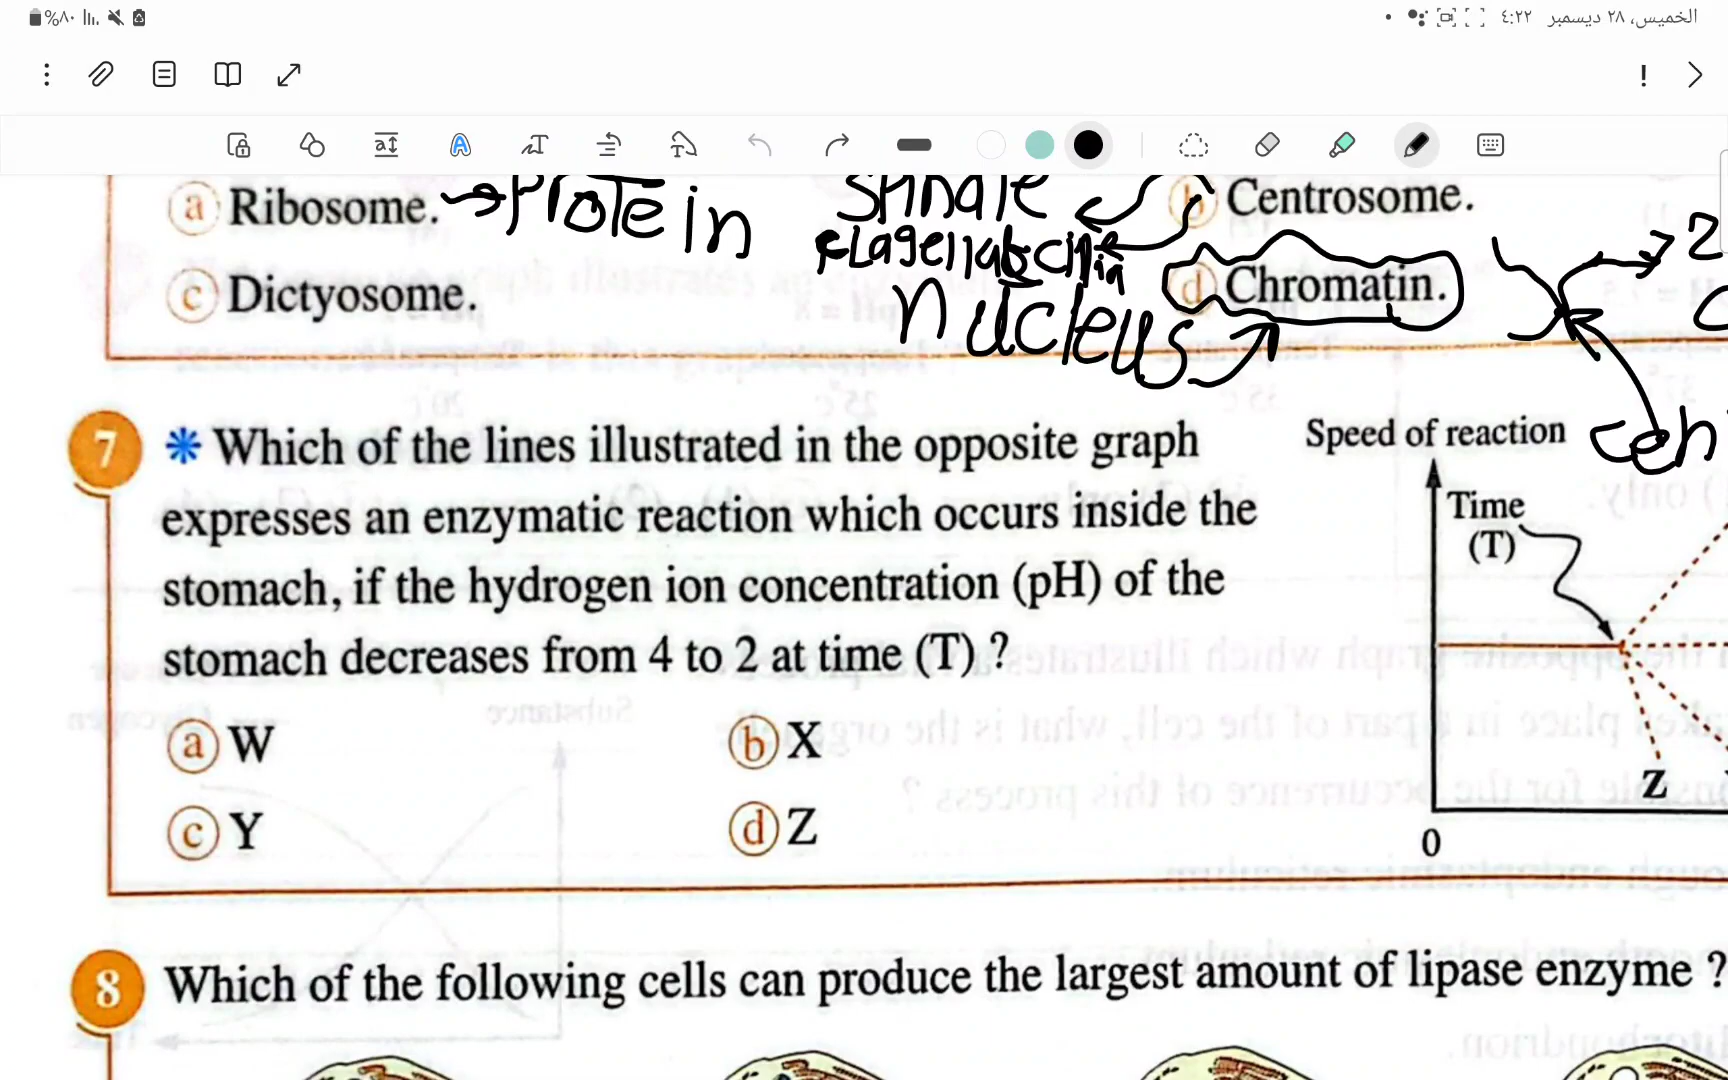 %٨٠
الخميس، ٢٨ ديسمبر ٤:٢٢
a Ribosome. → Protein
spindle
b Centrosome.
c Dictyosome.
nucleus
d Chromatin.
2
cen
7 * Which of the lines illustrated in the opposite graph
expresses an enzymatic reaction which occurs inside the
stomach, if the hydrogen ion concentration (pH) of the
stomach decreases from 4 to 2 at time (T) ?
a W
b X
c Y
d Z
Speed of reaction
Time
(T)
Z
0
8 Which of the following cells can produce the largest amount of lipase enzyme ?